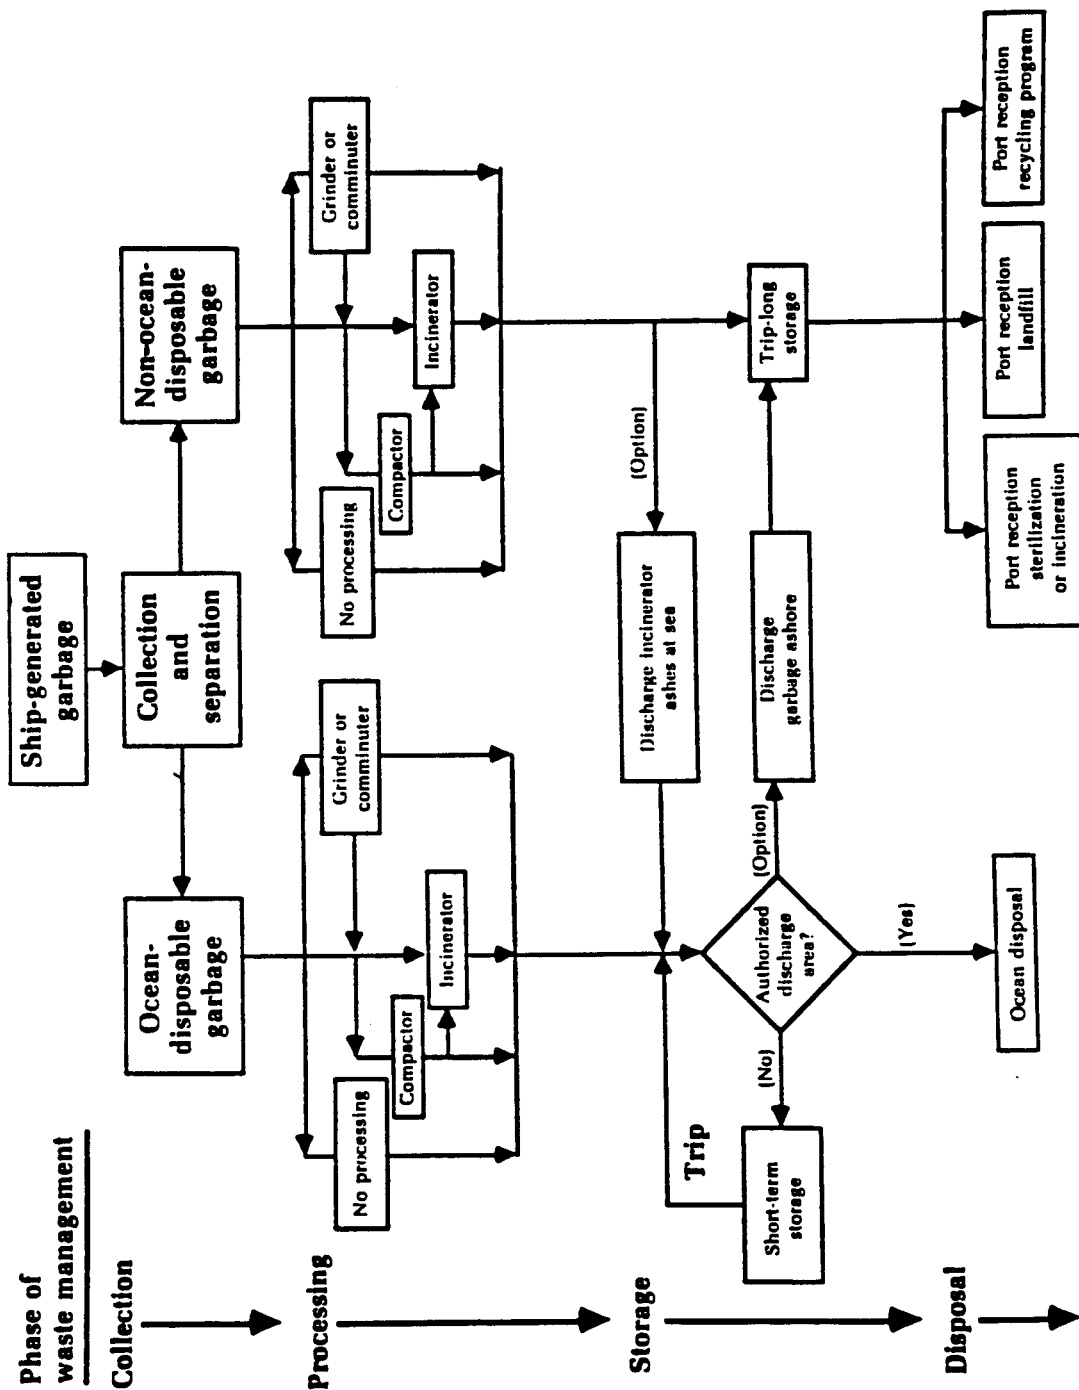 Phase of
waste management
Collection
Processing
Storage
Disposal
Ship-generated
garbage
Collection
and
separation
Ocean-
disposable
garbage
Non-ocean-
disposable
garbage
No processing
Compactor
Incinerator
Grinder or
comminuter
No processing
Compactor
Incinerator
Grinder or
comminuter
Trip
Short-term
storage
(No)
Authorized
discharge
area?
(Option)
(Yes)
Discharge incinerator
ashes at sea
(Option)
Discharge
garbage ashore
Trip-long
storage
Ocean disposal
Port reception
sterilization
or incineration
Port reception
landfill
Port reception
recycling program